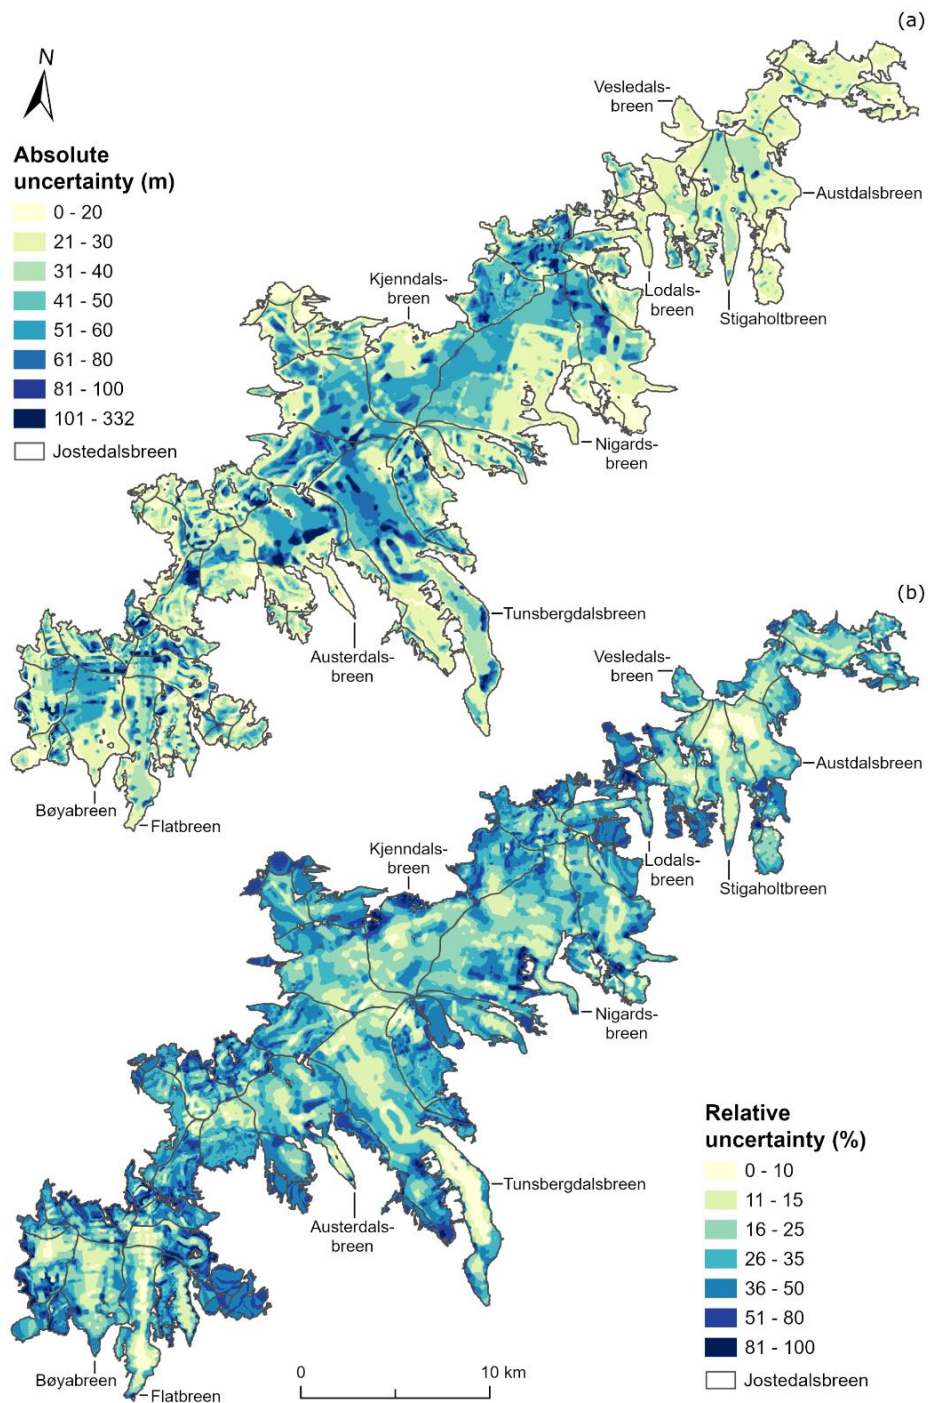 (a)
N
Absolute
uncertainty (m)
0 - 20
21 - 30
31 - 40
41 - 50
51 - 60
61 - 80
81 - 100
101 - 332
Jostedalsbreen
Vesledals-
breen
Austdalsbreen
Kjenndals-
breen
Lodals-
breen
Stigaholtbreen
Nigards-
breen
Tunsbergdalsbreen
Austerdals-
breen
Bøyabreen
Flatbreen
(b)
Vesledals-
breen
Austdalsbreen
Kjenndals-
breen
Lodals-
breen
Stigaholtbreen
Nigards-
breen
Tunsbergdalsbreen
Austerdals-
breen
Bøyabreen
Flatbreen
0
10 km
Relative
uncertainty (%)
0 - 10
11 - 15
16 - 25
26 - 35
36 - 50
51 - 80
81 - 100
Jostedalsbreen